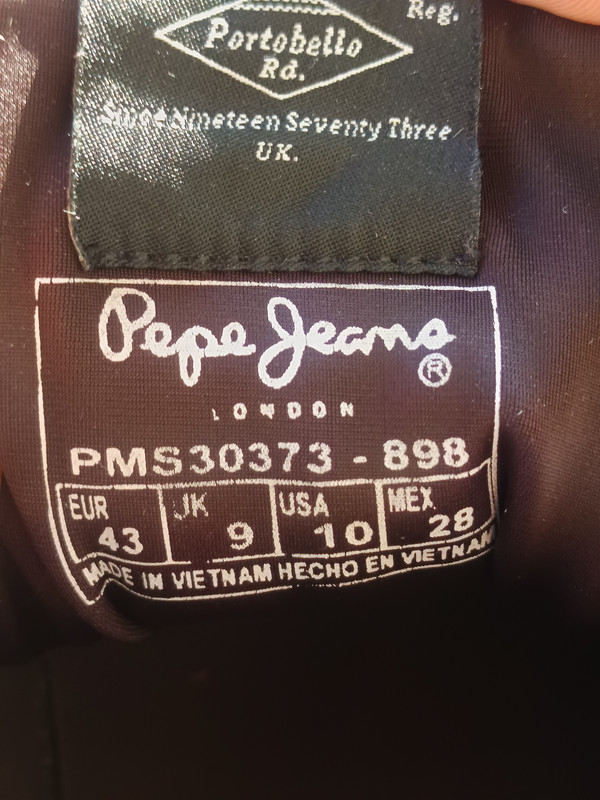 Reg.
Portobello
Rd.
Since Nineteen Seventy Three
UK.
Pepe Jeans
®
LONDON
PMS30373 - 898
EUR UK USA MEX
43 9 10 28
MADE IN VIETNAM HECHO EN VIETNAM